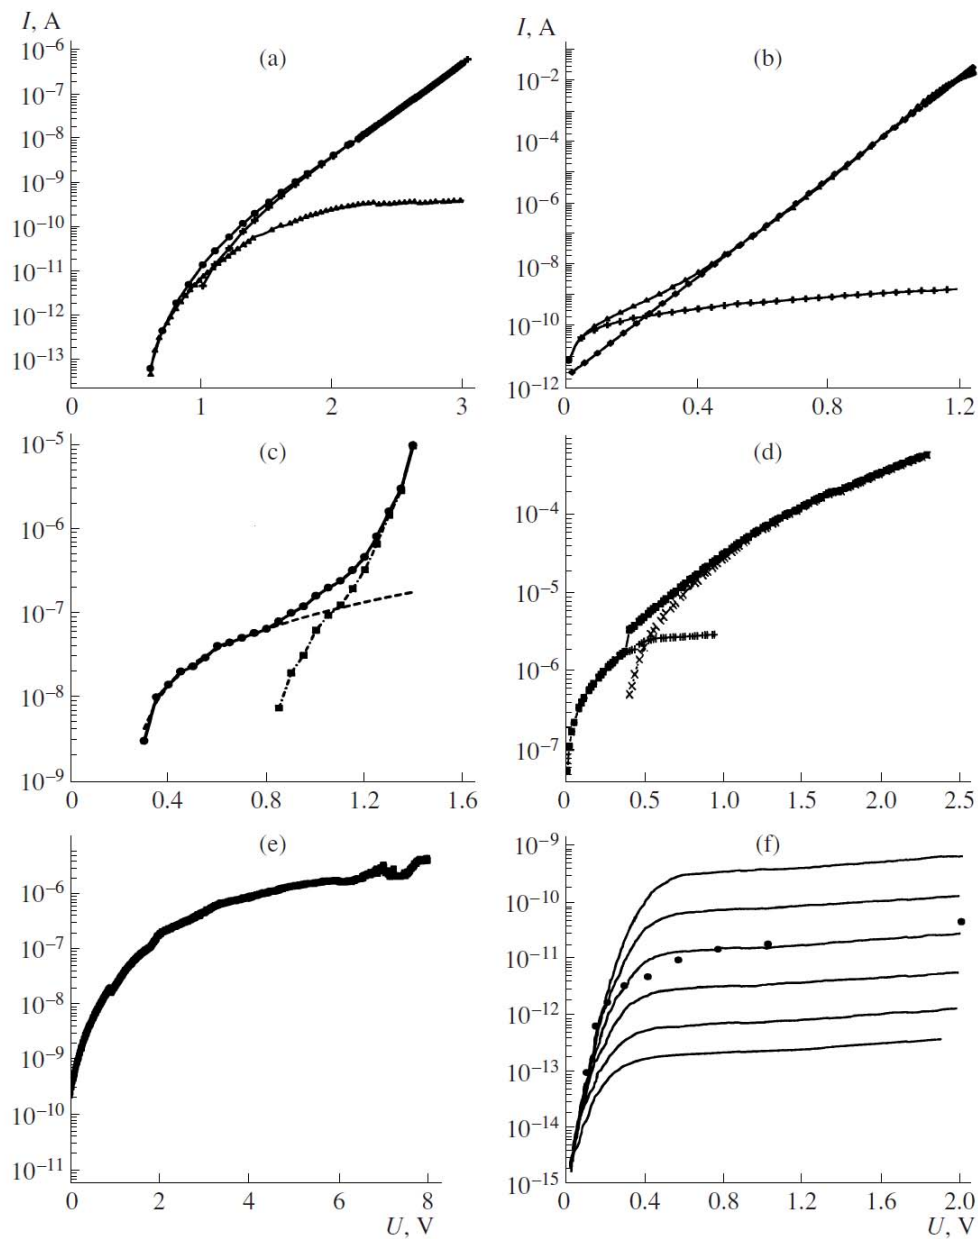 I, A
I, A
(a)
10⁻⁶
10⁻⁷
10⁻⁸
10⁻⁹
10⁻¹⁰
10⁻¹¹
10⁻¹²
10⁻¹³
0 1 2 3
(b)
10⁻²
10⁻⁴
10⁻⁶
10⁻⁸
10⁻¹⁰
10⁻¹²
0 0.4 0.8 1.2
(c)
10⁻⁵
10⁻⁶
10⁻⁷
10⁻⁸
10⁻⁹
0 0.4 0.8 1.2 1.6
(d)
10⁻⁴
10⁻⁵
10⁻⁶
10⁻⁷
0 0.5 1.0 1.5 2.0 2.5
(e)
10⁻⁶
10⁻⁷
10⁻⁸
10⁻⁹
10⁻¹⁰
10⁻¹¹
0 2 4 6 8
U, V
(f)
10⁻⁹
10⁻¹⁰
10⁻¹¹
10⁻¹²
10⁻¹³
10⁻¹⁴
10⁻¹⁵
0 0.4 0.8 1.2 1.6 2.0
U, V